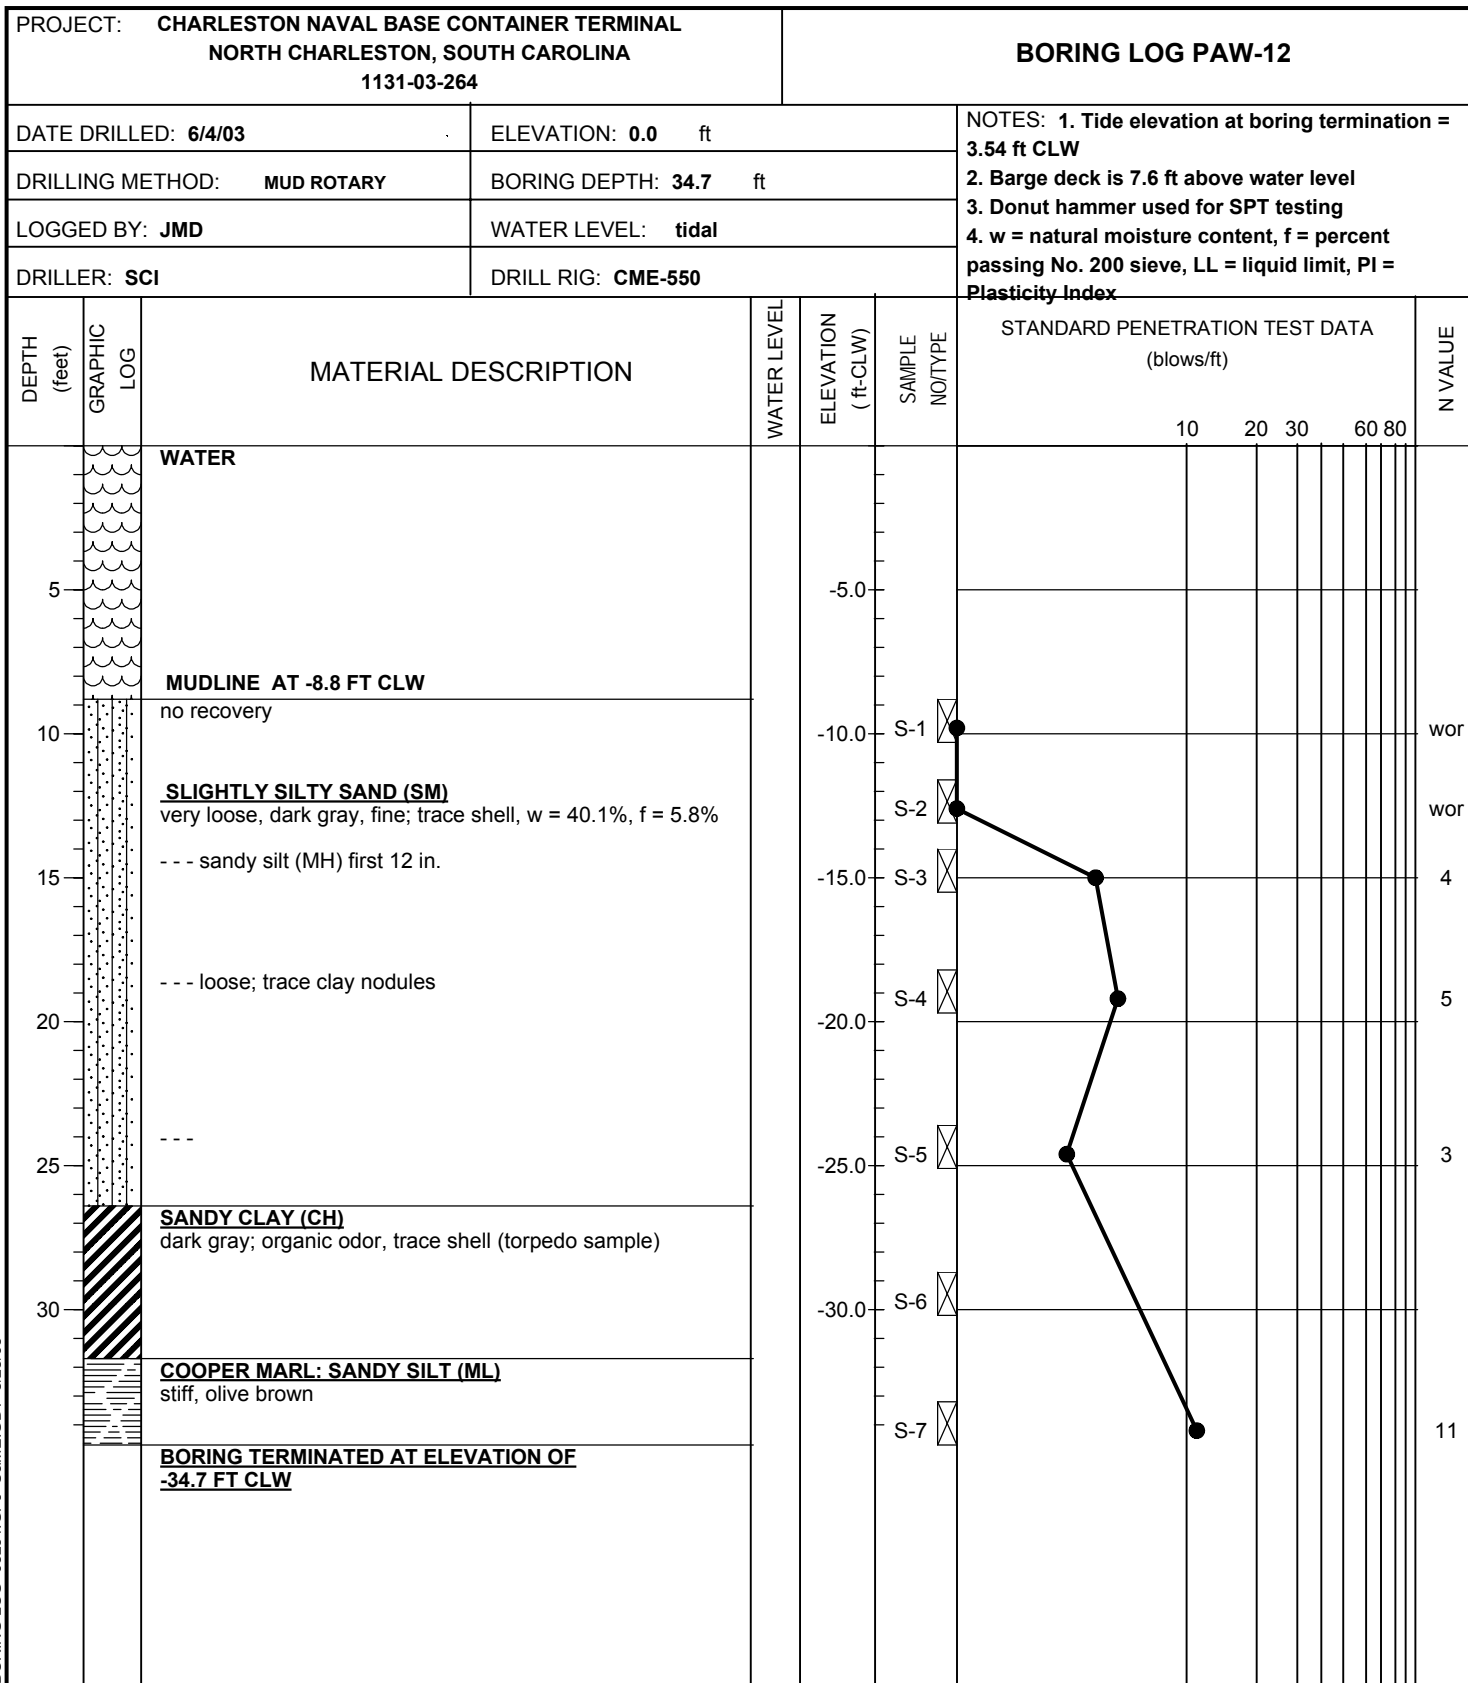 PROJECT: CHARLESTON NAVAL BASE CONTAINER TERMINAL
NORTH CHARLESTON, SOUTH CAROLINA
1131-03-264
BORING LOG PAW-12
DATE DRILLED: 6/4/03
ELEVATION: 0.0 ft
DRILLING METHOD: MUD ROTARY
BORING DEPTH: 34.7 ft
LOGGED BY: JMD
WATER LEVEL: tidal
DRILLER: SCI
DRILL RIG: CME-550
NOTES: 1. Tide elevation at boring termination =
3.54 ft CLW
2. Barge deck is 7.6 ft above water level
3. Donut hammer used for SPT testing
4. w = natural moisture content, f = percent
passing No. 200 sieve, LL = liquid limit, PI =
Plasticity Index
DEPTH
(feet)
GRAPHIC
LOG
MATERIAL DESCRIPTION
WATER LEVEL
ELEVATION
( ft-CLW)
SAMPLE
NO/TYPE
STANDARD PENETRATION TEST DATA
(blows/ft)
10 20 30 60 80
N VALUE
WATER
5 -5.0
MUDLINE AT -8.8 FT CLW
no recovery
10 -10.0 S-1 wor
SLIGHTLY SILTY SAND (SM)
very loose, dark gray, fine; trace shell, w = 40.1%, f = 5.8%
S-2 wor
- - - sandy silt (MH) first 12 in.
15 -15.0 S-3 4
- - - loose; trace clay nodules
S-4 5
20 -20.0
- - -
S-5 3
25 -25.0
SANDY CLAY (CH)
dark gray; organic odor, trace shell (torpedo sample)
S-6
30 -30.0
COOPER MARL: SANDY SILT (ML)
stiff, olive brown
S-7 11
BORING TERMINATED AT ELEVATION OF
-34.7 FT CLW